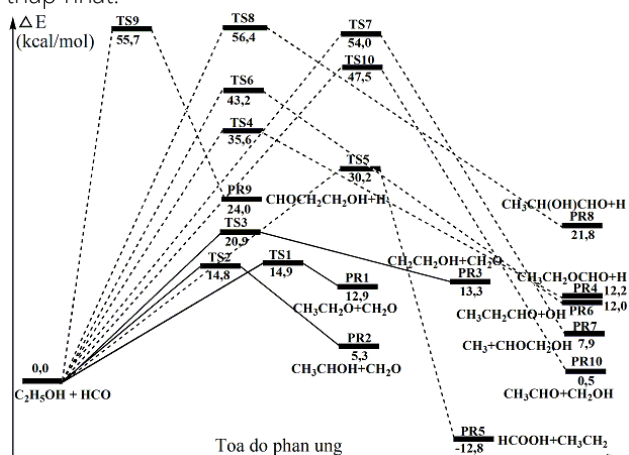 thấp nhất.
ΔE
(kcal/mol)
TS9
55,7
TS8
56,4
TS7
54,0
TS10
47,5
TS6
43,2
TS4
35,6
TS5
30,2
PR9
24,0
CHOCH₂CH₂OH+H
TS3
20,9
CH₃CH(OH)CHO+H
PR8
21,8
TS2
14,8
TS1
14,9
PR1
12,9
CH₃CH₂O+CH₂O
CH₂CH₂OH+CH₂O
PR3
13,3
CH₃CH₂OCHO+H
PR4 12,2
CH₃CH₂CHO+OH
PR6 12,0
PR2
5,3
CH₃CHOH+CH₂O
PR7
7,9
CH₃+CHOCH₂OH
PR10
0,5
CH₃CHO+CH₂OH
0,0
C₂H₅OH + HCO
PR5
-12,8
HCOOH+CH₃CH₂
Toa do phan ung